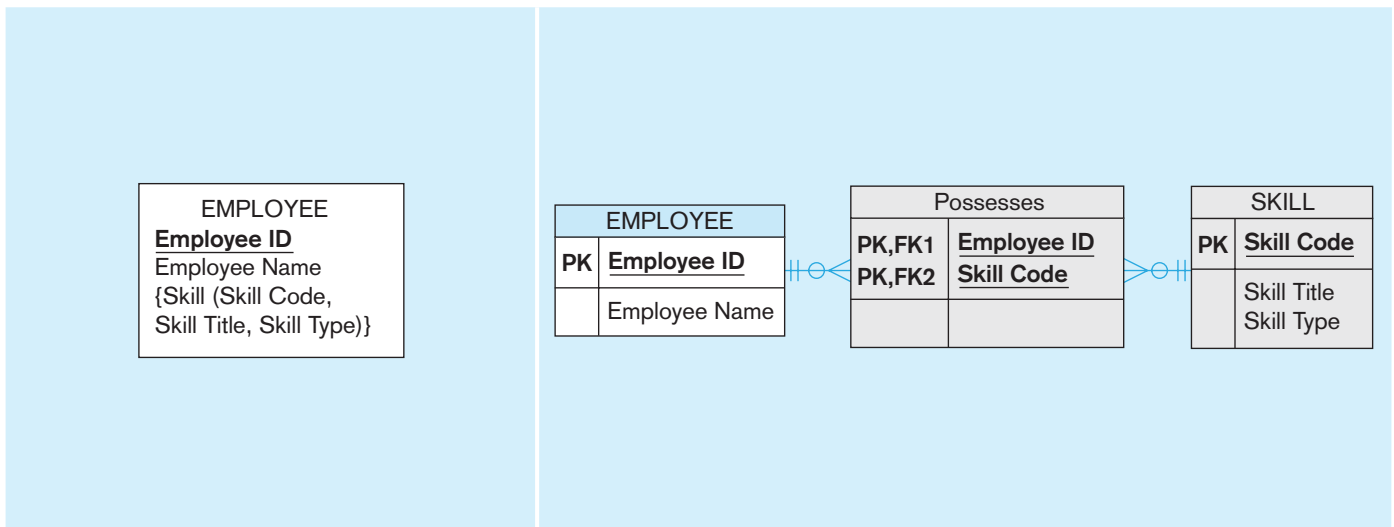 EMPLOYEE
Employee ID
Employee Name
{Skill (Skill Code,
Skill Title, Skill Type)}
EMPLOYEE
PK Employee ID
Employee Name
Possesses
PK,FK1 Employee ID
PK,FK2 Skill Code
SKILL
PK Skill Code
Skill Title
Skill Type